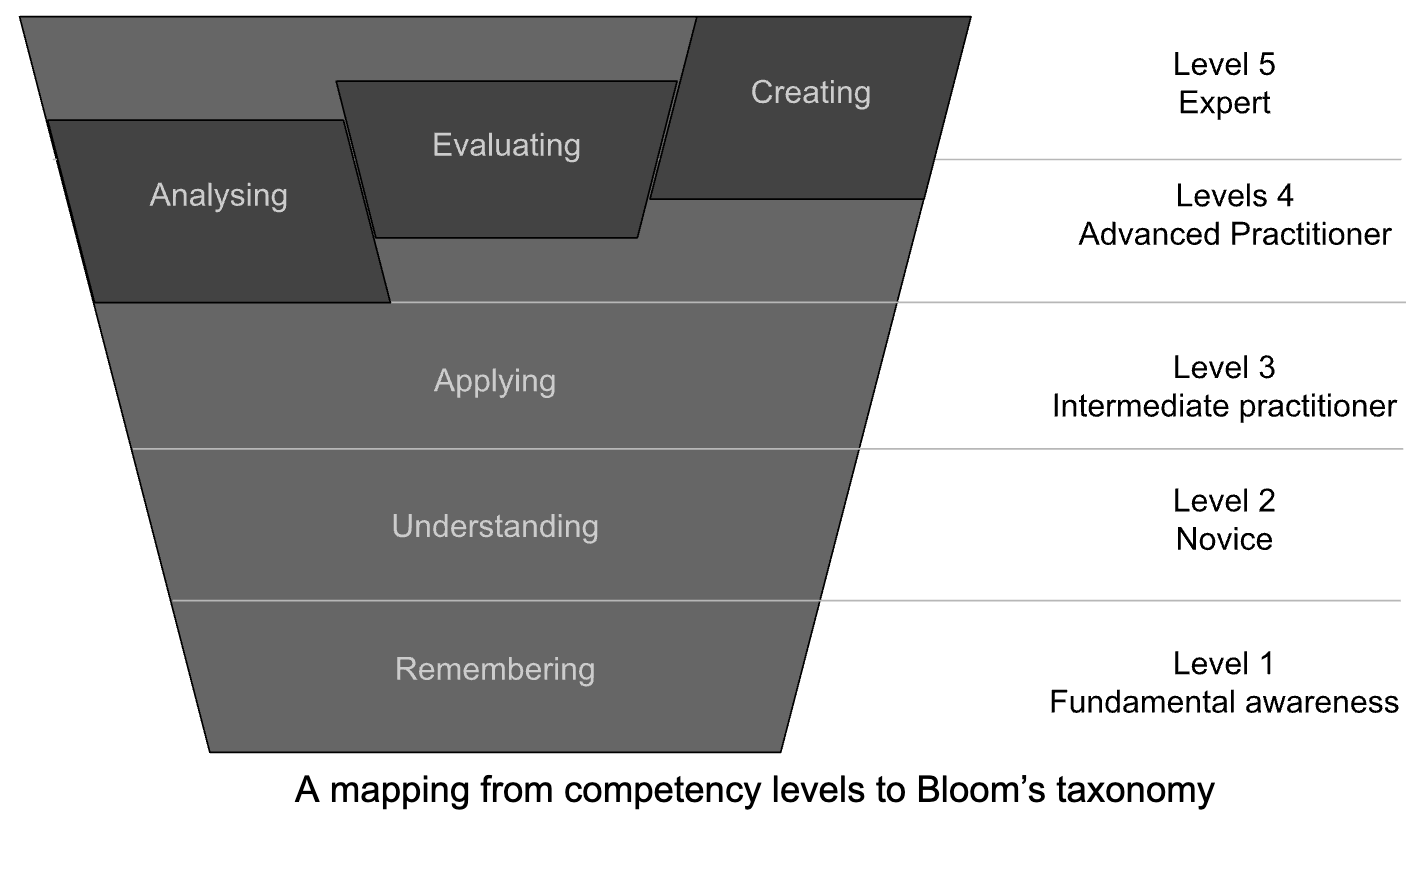 Creating
Evaluating
Analysing
Level 5
Expert
Levels 4
Advanced Practitioner
Applying
Level 3
Intermediate practitioner
Understanding
Level 2
Novice
Remembering
Level 1
Fundamental awareness
A mapping from competency levels to Bloom’s taxonomy